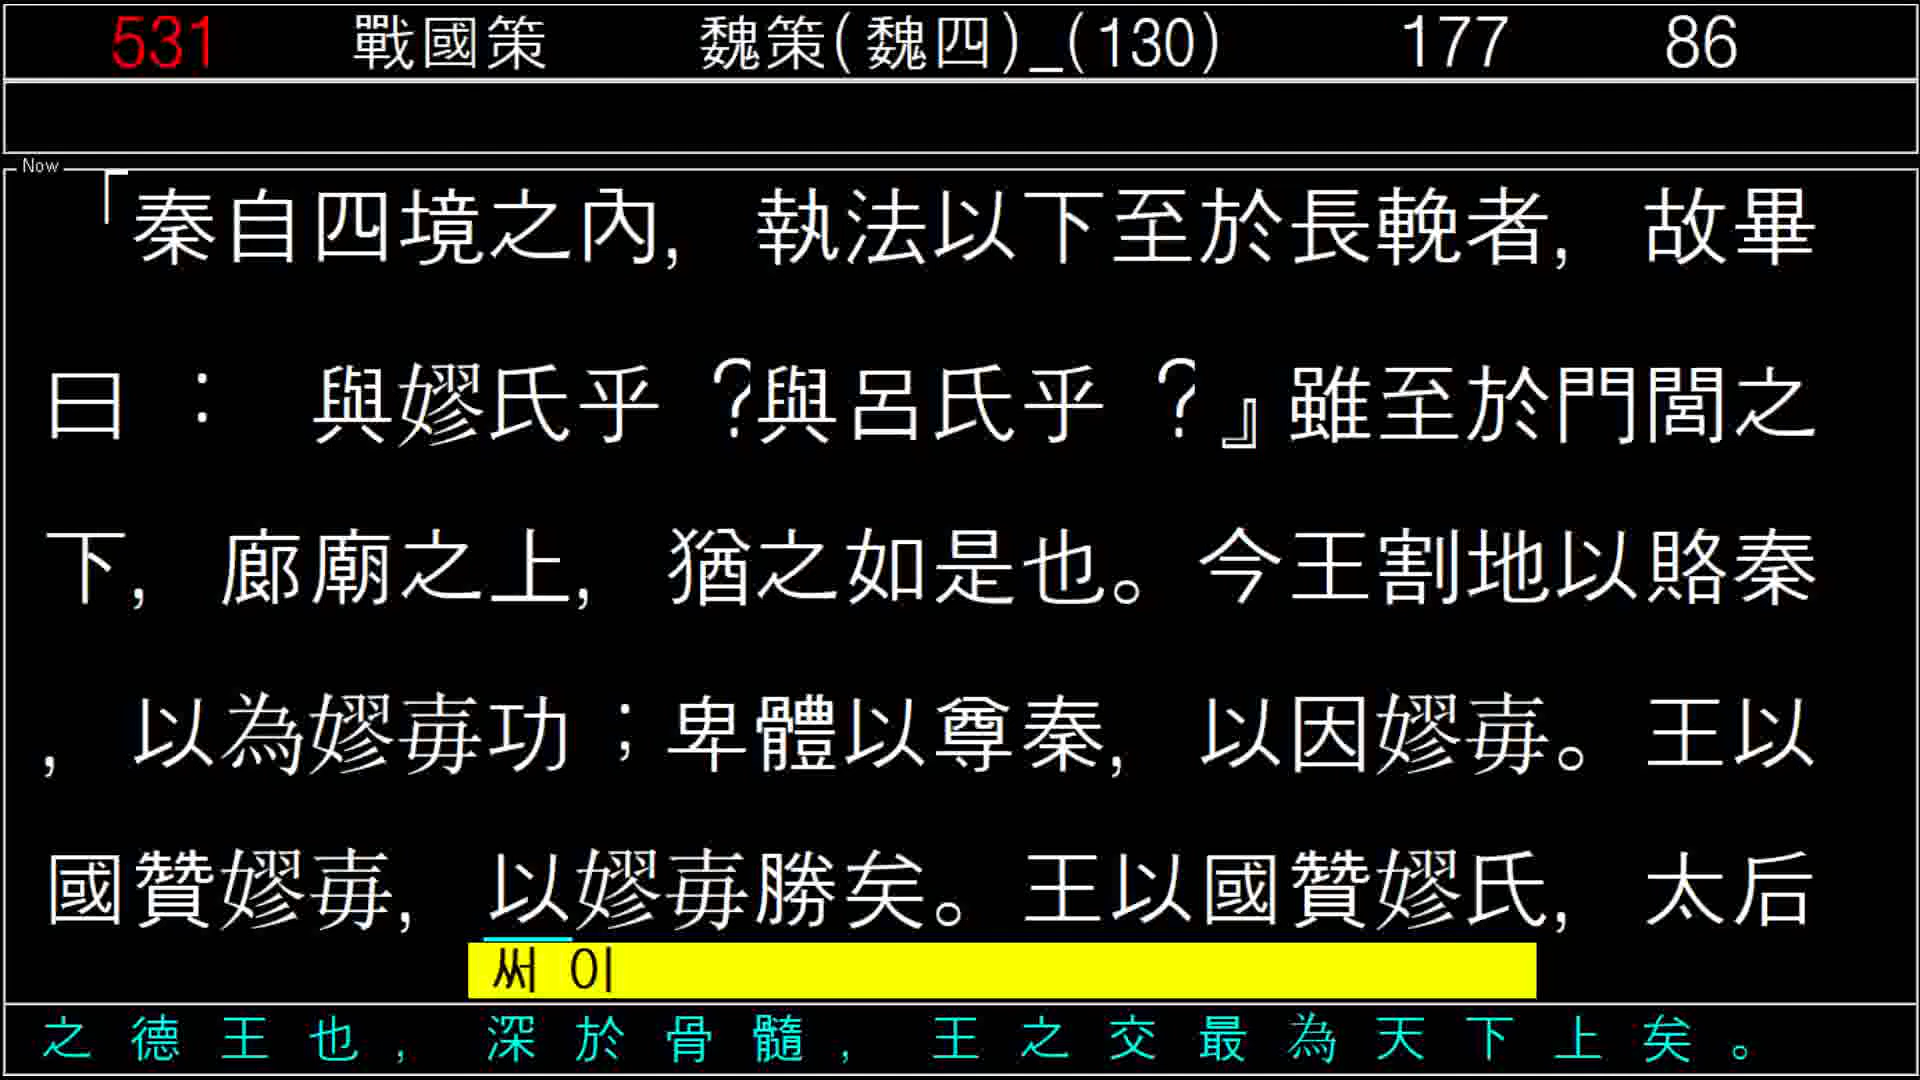 531 戰國策 魏策(魏四)_(130) 177 86
Now
「秦自四境之內, 執法以下至於長輓者, 故畢
曰 : 與嫪氏乎 ?與呂氏乎 ?』雖至於門閭之
下, 廊廟之上, 猶之如是也。今王割地以賂秦
, 以為嫪毐功 ; 卑體以尊秦, 以因嫪毐。王以
國贊嫪毐, 以嫪毐勝矣。王以國贊嫪氏, 太后
써 이
之德王也, 深於骨髓, 王之交最為天下上矣。